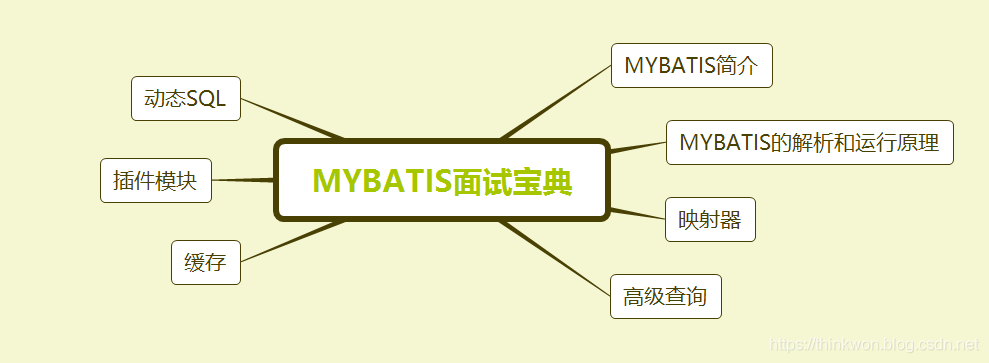 MYBATIS面试宝典
MYBATIS简介
MYBATIS的解析和运行原理
映射器
高级查询
动态SQL
插件模块
缓存
https://thinkwon.blog.csdn.net